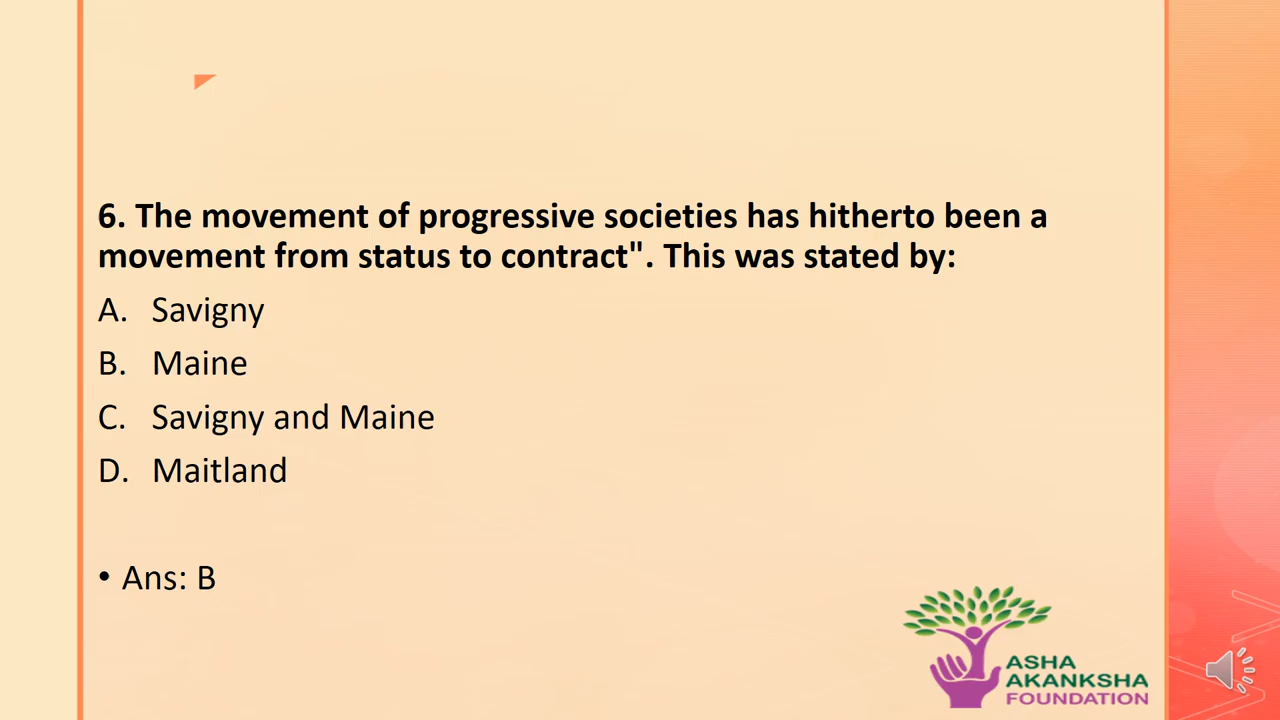 6. The movement of progressive societies has hitherto been a
movement from status to contract". This was stated by:
A. Savigny
B. Maine
C. Savigny and Maine
D. Maitland
• Ans: B
ASHA
AKANKSHA
FOUNDATION